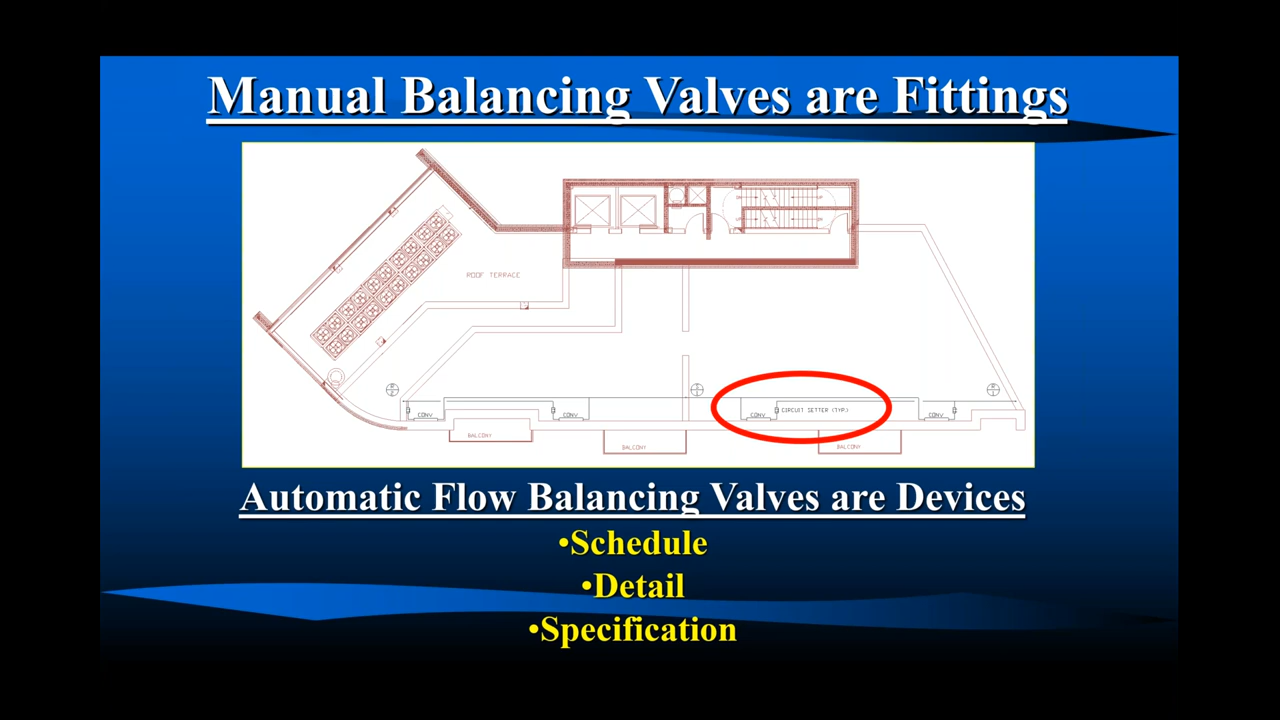 Manual Balancing Valves are Fittings
ROOF TERRACE
CONV
CONV
CONV
CIRCUIT SETTER (TYP.)
CONV
BALCONY
BALCONY
BALCONY
Automatic Flow Balancing Valves are Devices
•Schedule
•Detail
•Specification